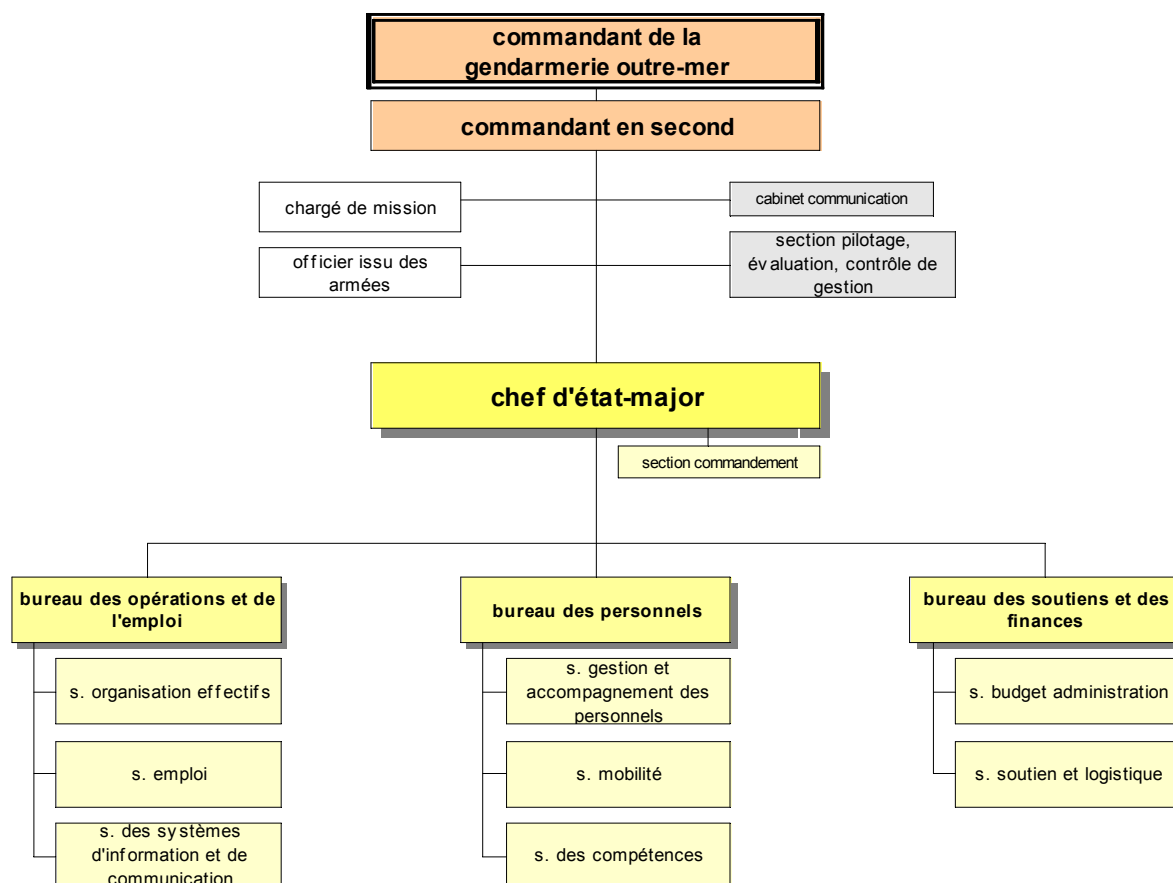 commandant de la
gendarmerie outre-mer
commandant en second
chargé de mission
cabinet communication
officier issu des
armées
section pilotage,
évaluation, contrôle de
gestion
chef d'état-major
section commandement
bureau des opérations et de
l'emploi
s. organisation effectifs
s. emploi
s. des systèmes
d'information et de
communication
bureau des personnels
s. gestion et
accompagnement des
personnels
s. mobilité
s. des compétences
bureau des soutiens et des
finances
s. budget administration
s. soutien et logistique